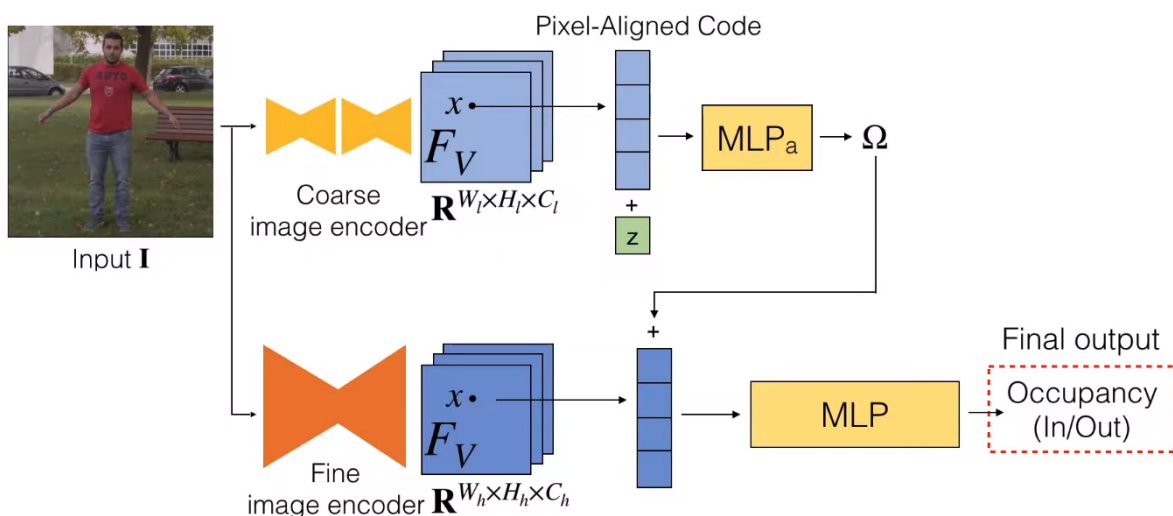 Pixel-Aligned Code
AUTO
x
F_V
MLP_a
Ω
R^{W_l×H_l×C_l}
Coarse
image encoder
+
z
Input I
+
Final output
x
F_V
MLP
Occupancy
(In/Out)
Fine
image encoder
R^{W_h×H_h×C_h}